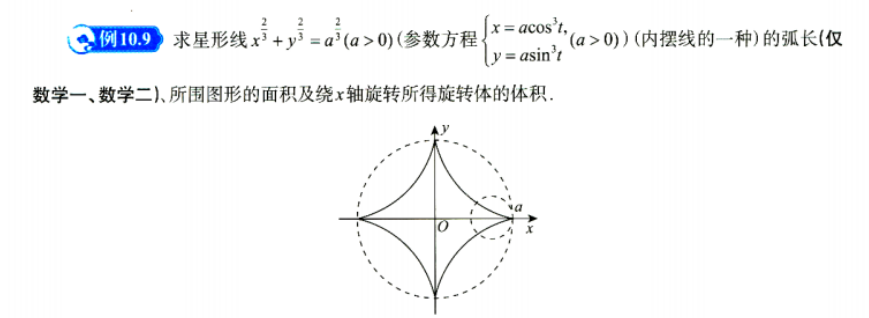 例10.9 求星形线 $x^{\frac{2}{3}} + y^{\frac{2}{3}} = a^{\frac{2}{3}}(a>0)$(参数方程 $\begin{cases} x = a\cos^3 t, \\ y = a\sin^3 t \end{cases}$ $(a>0)$)(内摆线的一种)的弧长(仅
数学一、数学二)、所围图形的面积及绕x轴旋转所得旋转体的体积.
y
a
O
x